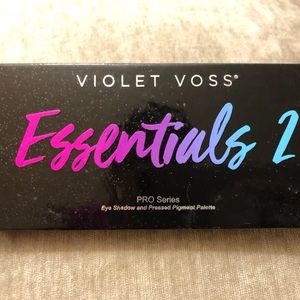 VIOLET VOSS®
Essentials 2
PRO Series
Eye Shadow and Pressed Pigment Palette